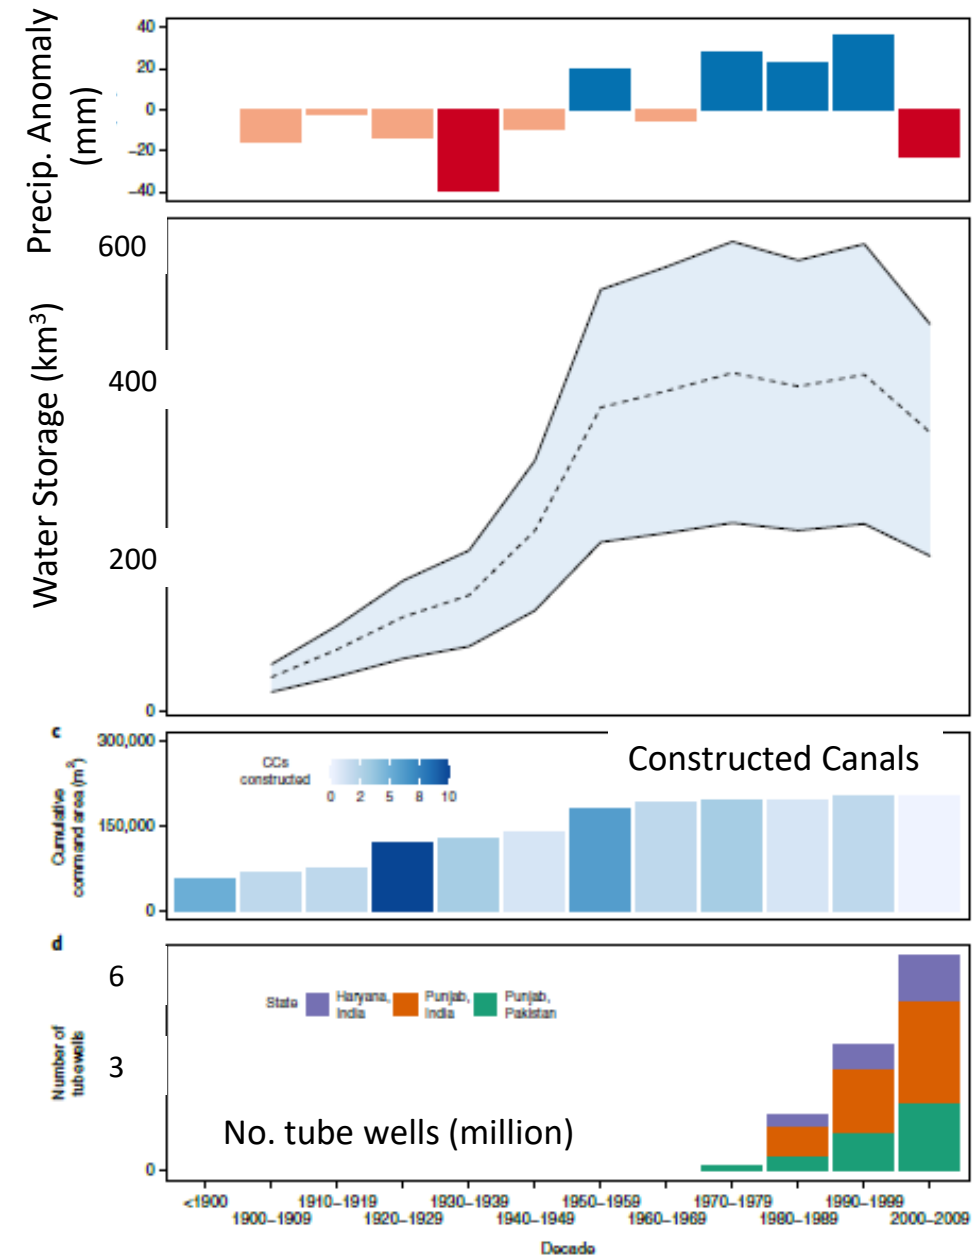 Precip. Anomaly
(mm)
40
20
0
−20
−40
Water Storage (km³)
600
400
200
0
c
Cumulative
command area (m²)
300,000
150,000
0
CCs
constructed
0 2 5 8 10
Constructed Canals
d
Number of
tubewells
6
3
0
State
Haryana,
India
Punjab,
India
Punjab,
Pakistan
No. tube wells (million)
<1900
1900–1909
1910–1919
1920–1929
1930–1939
1940–1949
1950–1959
1960–1969
1970–1979
1980–1989
1990–1999
2000–2009
Decade